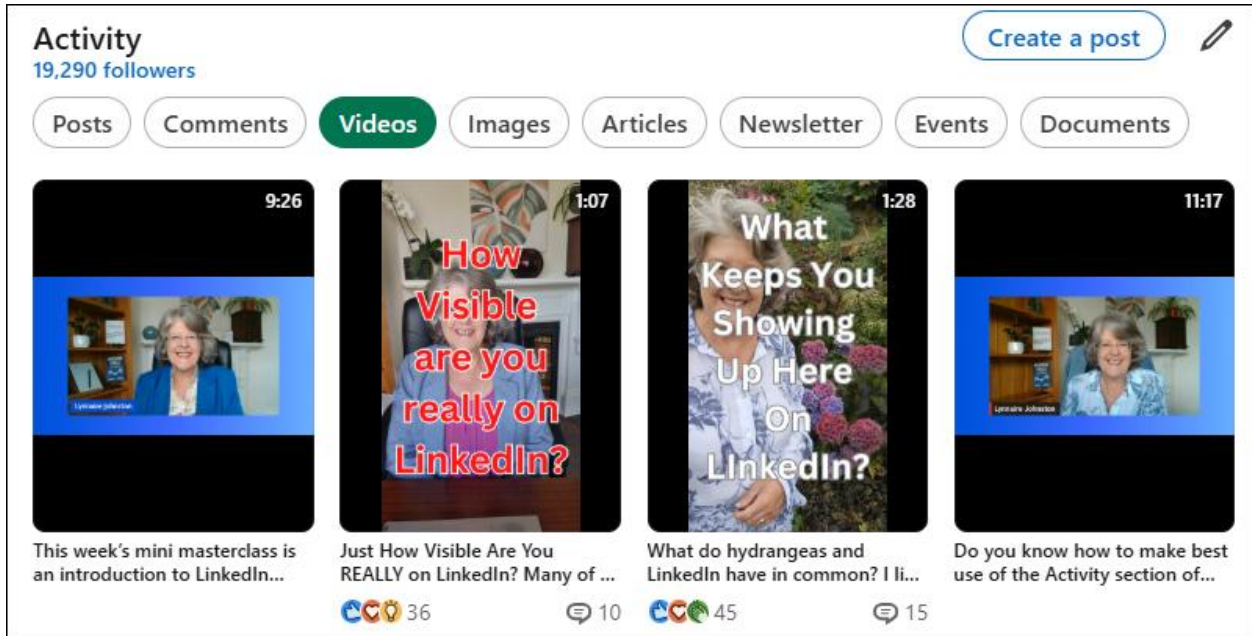 Activity
Create a post
19,290 followers
Posts
Comments
Videos
Images
Articles
Newsletter
Events
Documents
9:26
Lynnaire Johnston
This week's mini masterclass is
an introduction to LinkedIn...
1:07
How
Visible
are you
really on
LinkedIn?
Just How Visible Are You
REALLY on LinkedIn? Many of ...
36
10
1:28
What
Keeps You
Showing
Up Here
On
LInkedIn?
What do hydrangeas and
LinkedIn have in common? I li...
45
15
11:17
Lynnaire Johnston
Do you know how to make best
use of the Activity section of...